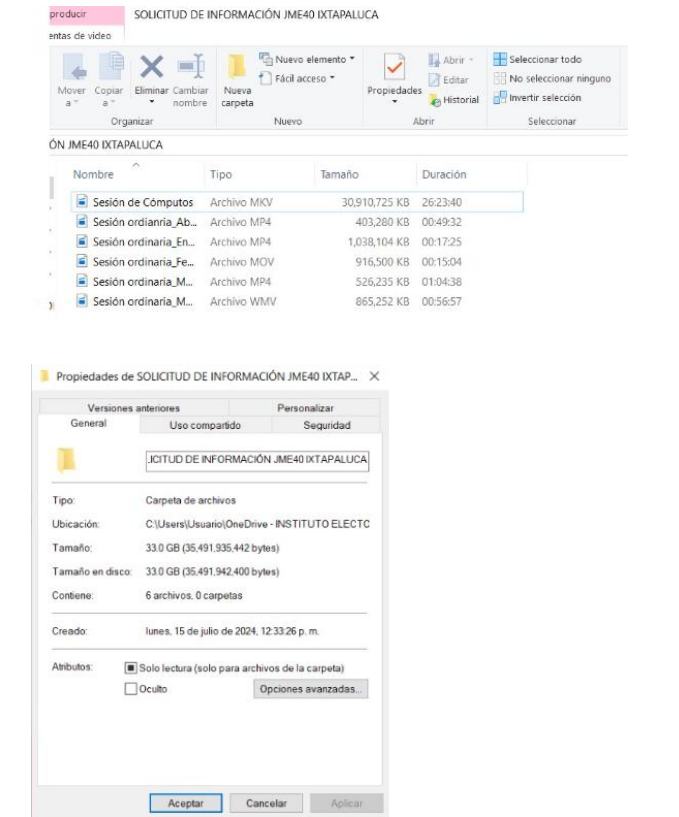 producir SOLICITUD DE INFORMACIÓN JME40 IXTAPALUCA
entas de video
Mover a Copiar a Eliminar Cambiar nombre Nueva carpeta Nuevo elemento Fácil acceso Propiedades Abrir Editar Historial Seleccionar todo No seleccionar ninguno Invertir selección
Organizar Nuevo Abrir Seleccionar
ÓN JME40 IXTAPALUCA
Nombre Tipo Tamaño Duración
Sesión de Cómputos Archivo MKV 30,910,725 KB 26:23:40
Sesión ordianria_Ab... Archivo MP4 403,280 KB 00:49:32
Sesión ordinaria_En... Archivo MP4 1,038,104 KB 00:17:25
Sesión ordinaria_Fe... Archivo MOV 916,500 KB 00:15:04
Sesión ordinaria_M... Archivo MP4 526,235 KB 01:04:38
Sesión ordinaria_M... Archivo WMV 865,252 KB 00:56:57
Propiedades de SOLICITUD DE INFORMACIÓN JME40 IXTAP...
Versiones anteriores Personalizar
General Uso compartido Seguridad
.ICITUD DE INFORMACIÓN JME40 IXTAPALUCA
Tipo: Carpeta de archivos
Ubicación: C:\Users\Usuario\OneDrive - INSTITUTO ELECTC
Tamaño: 33.0 GB (35,491,935,442 bytes)
Tamaño en disco: 33.0 GB (35,491,942,400 bytes)
Contiene: 6 archivos, 0 carpetas
Creado: lunes, 15 de julio de 2024, 12:33:26 p. m.
Atributos: Solo lectura (solo para archivos de la carpeta)
Oculto Opciones avanzadas...
Aceptar Cancelar Aplicar